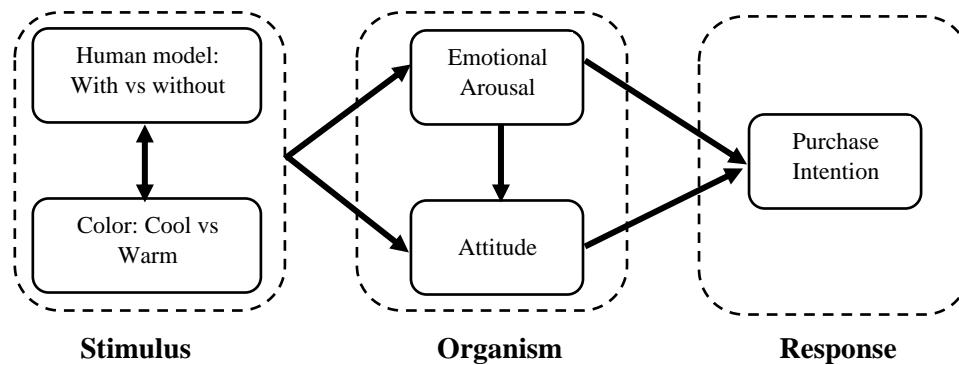 Human model:
With vs without
Color: Cool vs
Warm
Emotional
Arousal
Attitude
Purchase
Intention
Stimulus
Organism
Response